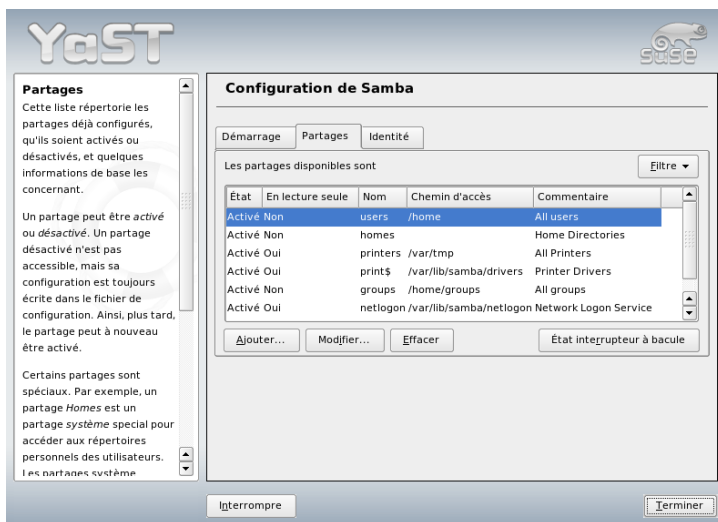 YaST
SUSE
Partages
Cette liste répertorie les
partages déjà configurés,
qu'ils soient activés ou
désactivés, et quelques
informations de base les
concernant.
Un partage peut être activé
ou désactivé. Un partage
désactivé n'est pas
accessible, mais sa
configuration est toujours
écrite dans le fichier de
configuration. Ainsi, plus tard,
le partage peut à nouveau
être activé.
Certains partages sont
spéciaux. Par exemple, un
partage Homes est un
partage système special pour
accéder aux répertoires
personnels des utilisateurs.
Les partages système
Configuration de Samba
Démarrage Partages Identité
Les partages disponibles sont Filtre
État En lecture seule Nom Chemin d'accès Commentaire
Activé Non users /home All users
Activé Non homes Home Directories
Activé Oui printers /var/tmp All Printers
Activé Oui print$ /var/lib/samba/drivers Printer Drivers
Activé Non groups /home/groups All groups
Activé Oui netlogon /var/lib/samba/netlogon Network Logon Service
Ajouter... Modifier... Effacer État interrupteur à bacule
Interrompre Terminer